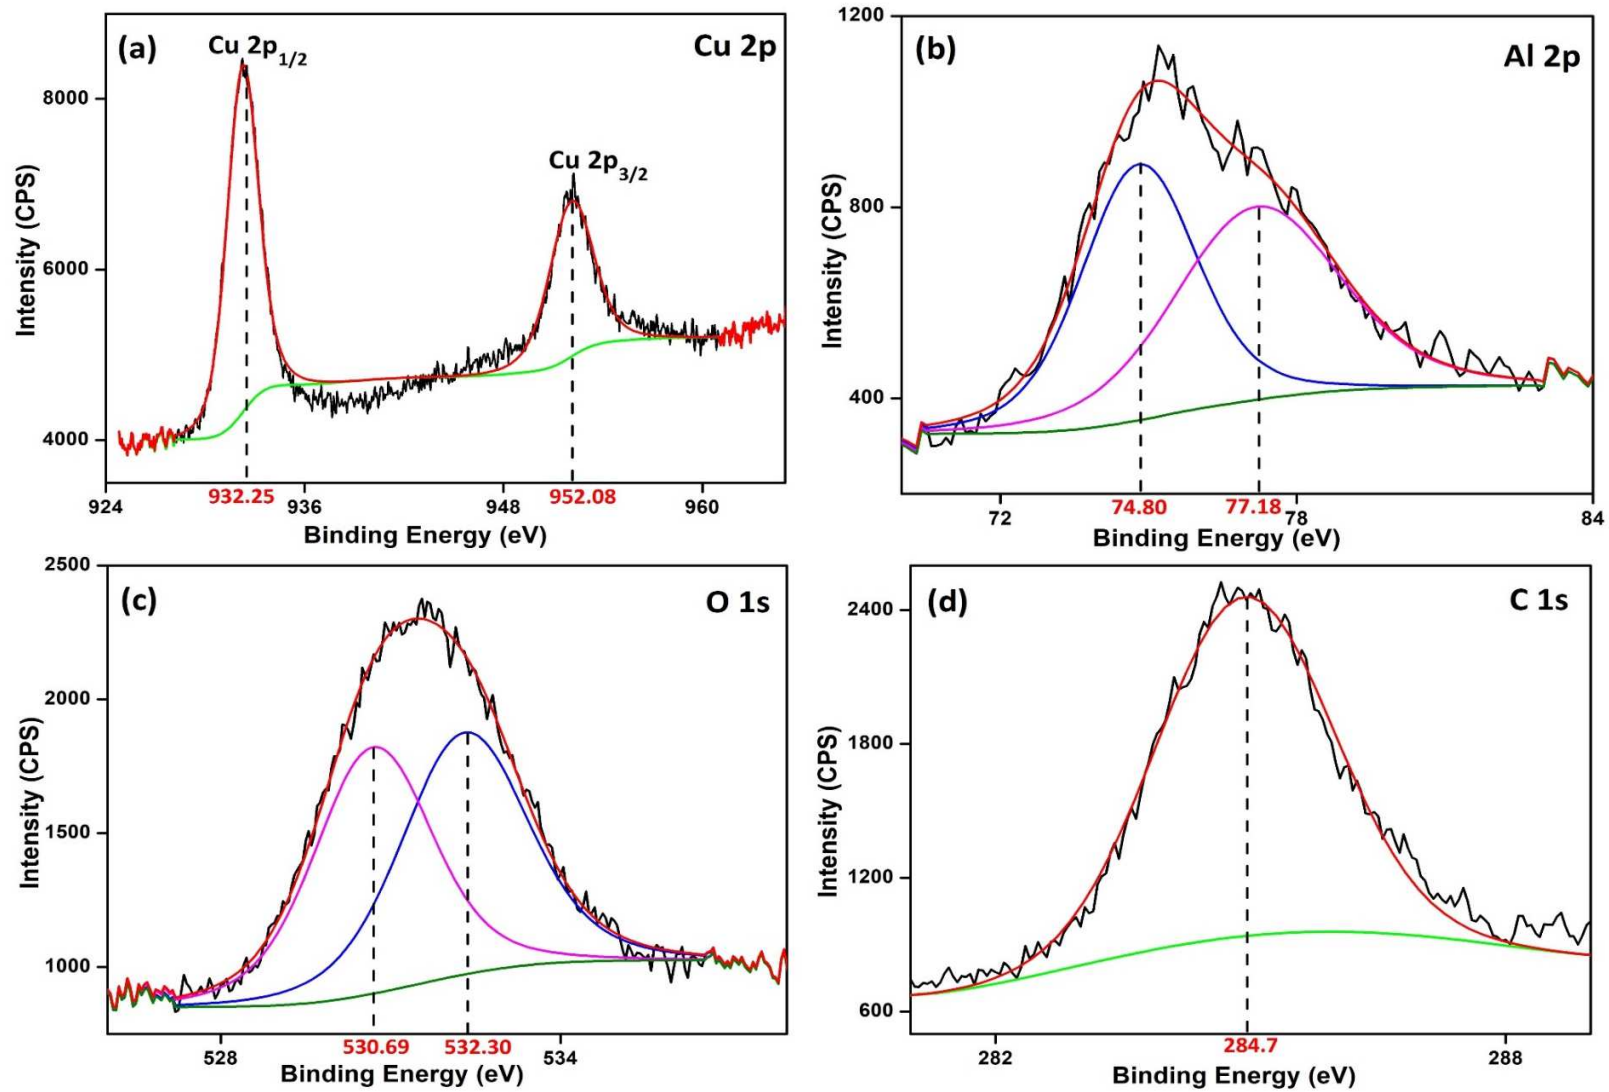 (a)
Cu 2p1/2
Cu 2p
Cu 2p3/2
8000
6000
4000
Intensity (CPS)
924
932.25
936
948
952.08
960
Binding Energy (eV)
(b)
Al 2p
1200
800
400
Intensity (CPS)
72
74.80
77.18
78
84
Binding Energy (eV)
(c)
O 1s
2500
2000
1500
1000
Intensity (CPS)
528
530.69
532.30
534
Binding Energy (eV)
(d)
C 1s
2400
1800
1200
600
Intensity (CPS)
282
284.7
288
Binding Energy (eV)